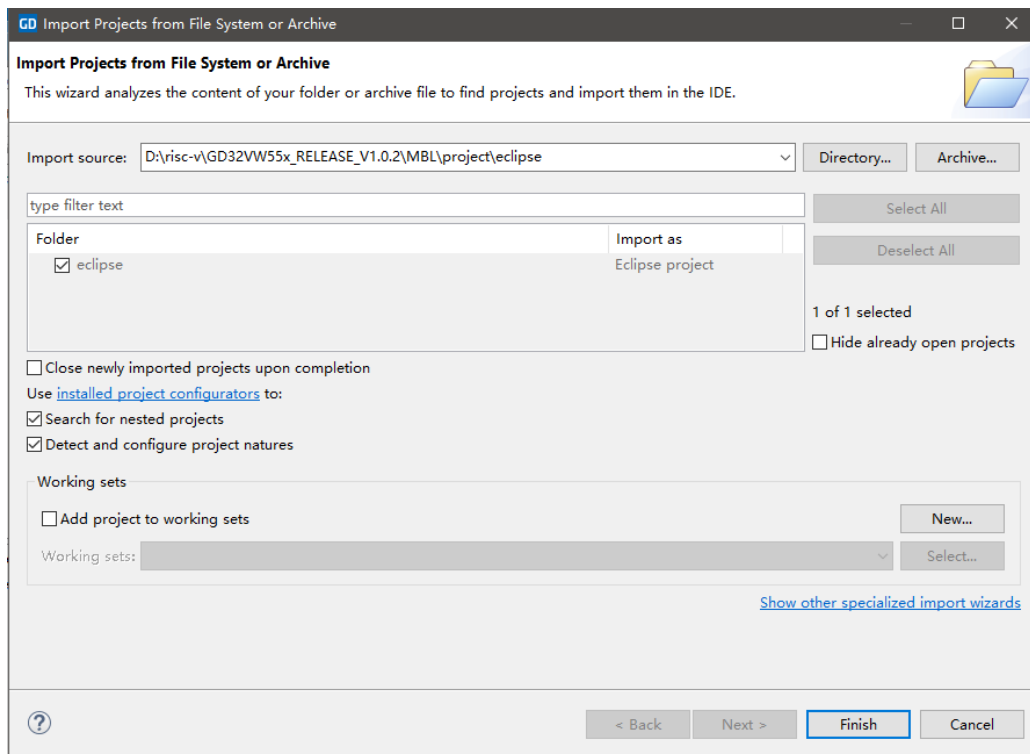 GD Import Projects from File System or Archive
Import Projects from File System or Archive
This wizard analyzes the content of your folder or archive file to find projects and import them in the IDE.
Import source: D:\risc-v\GD32VW55x_RELEASE_V1.0.2\MBL\project\eclipse Directory... Archive...
type filter text Select All
Folder Import as Deselect All
eclipse Eclipse project
1 of 1 selected
Hide already open projects
Close newly imported projects upon completion
Use installed project configurators to:
Search for nested projects
Detect and configure project natures
Working sets
Add project to working sets New...
Working sets: Select...
Show other specialized import wizards
? < Back Next > Finish Cancel